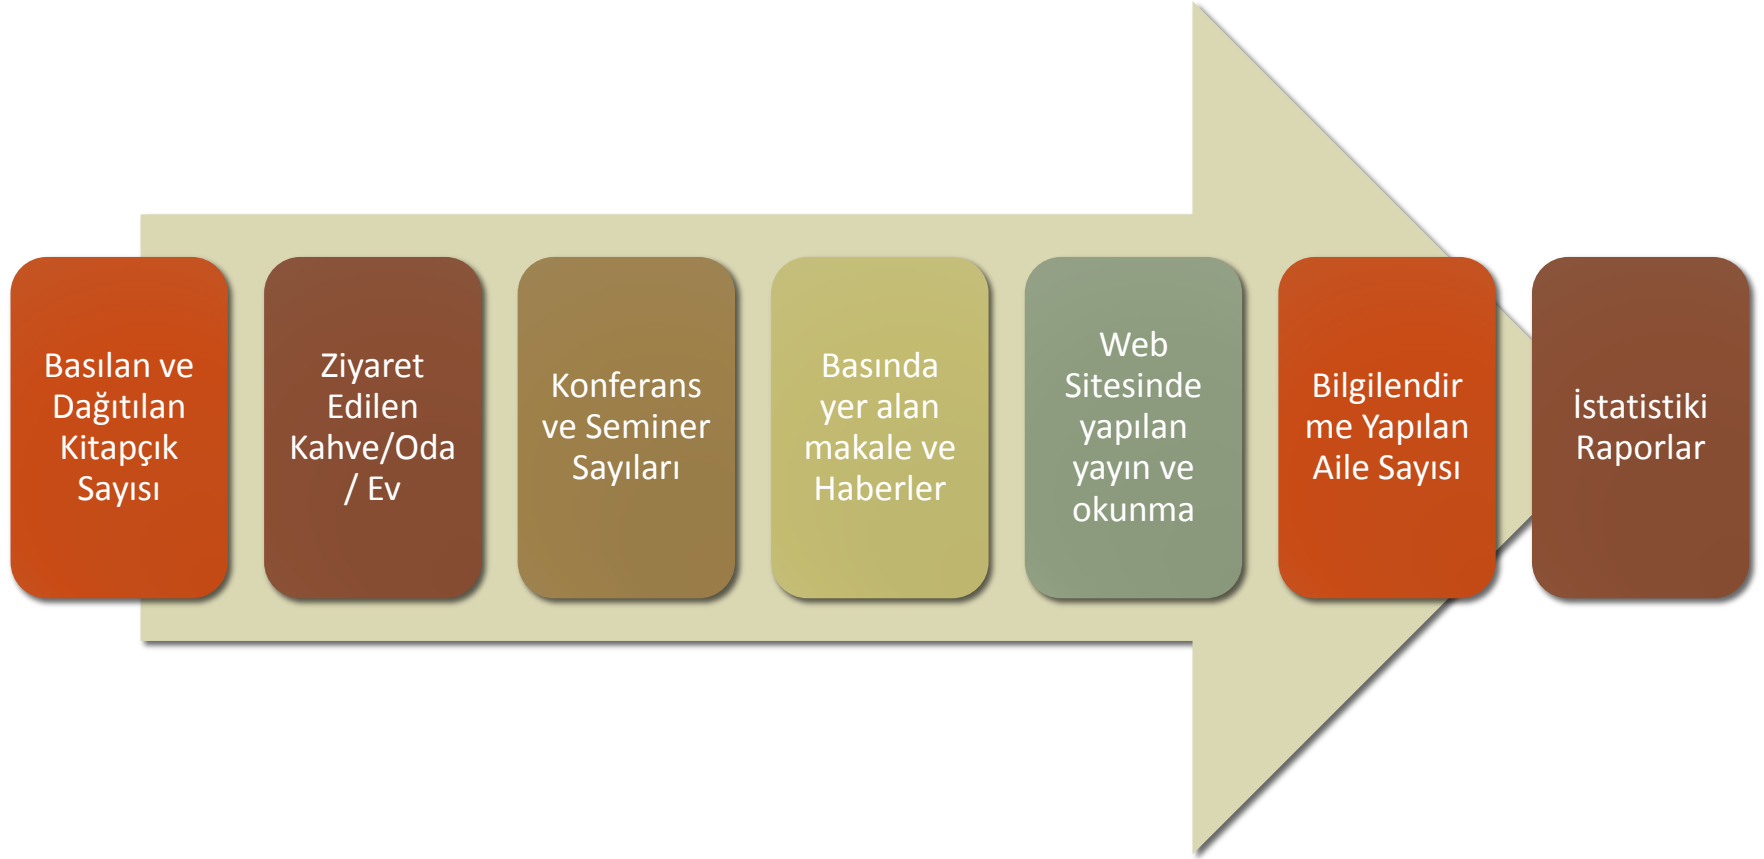 Basılan ve
Dağıtılan
Kitapçık
Sayısı
Ziyaret
Edilen
Kahve/Oda
/ Ev
Konferans
ve Seminer
Sayıları
Basında
yer alan
makale ve
Haberler
Web
Sitesinde
yapılan
yayın ve
okunma
Bilgilendir
me Yapılan
Aile Sayısı
İstatistiki
Raporlar